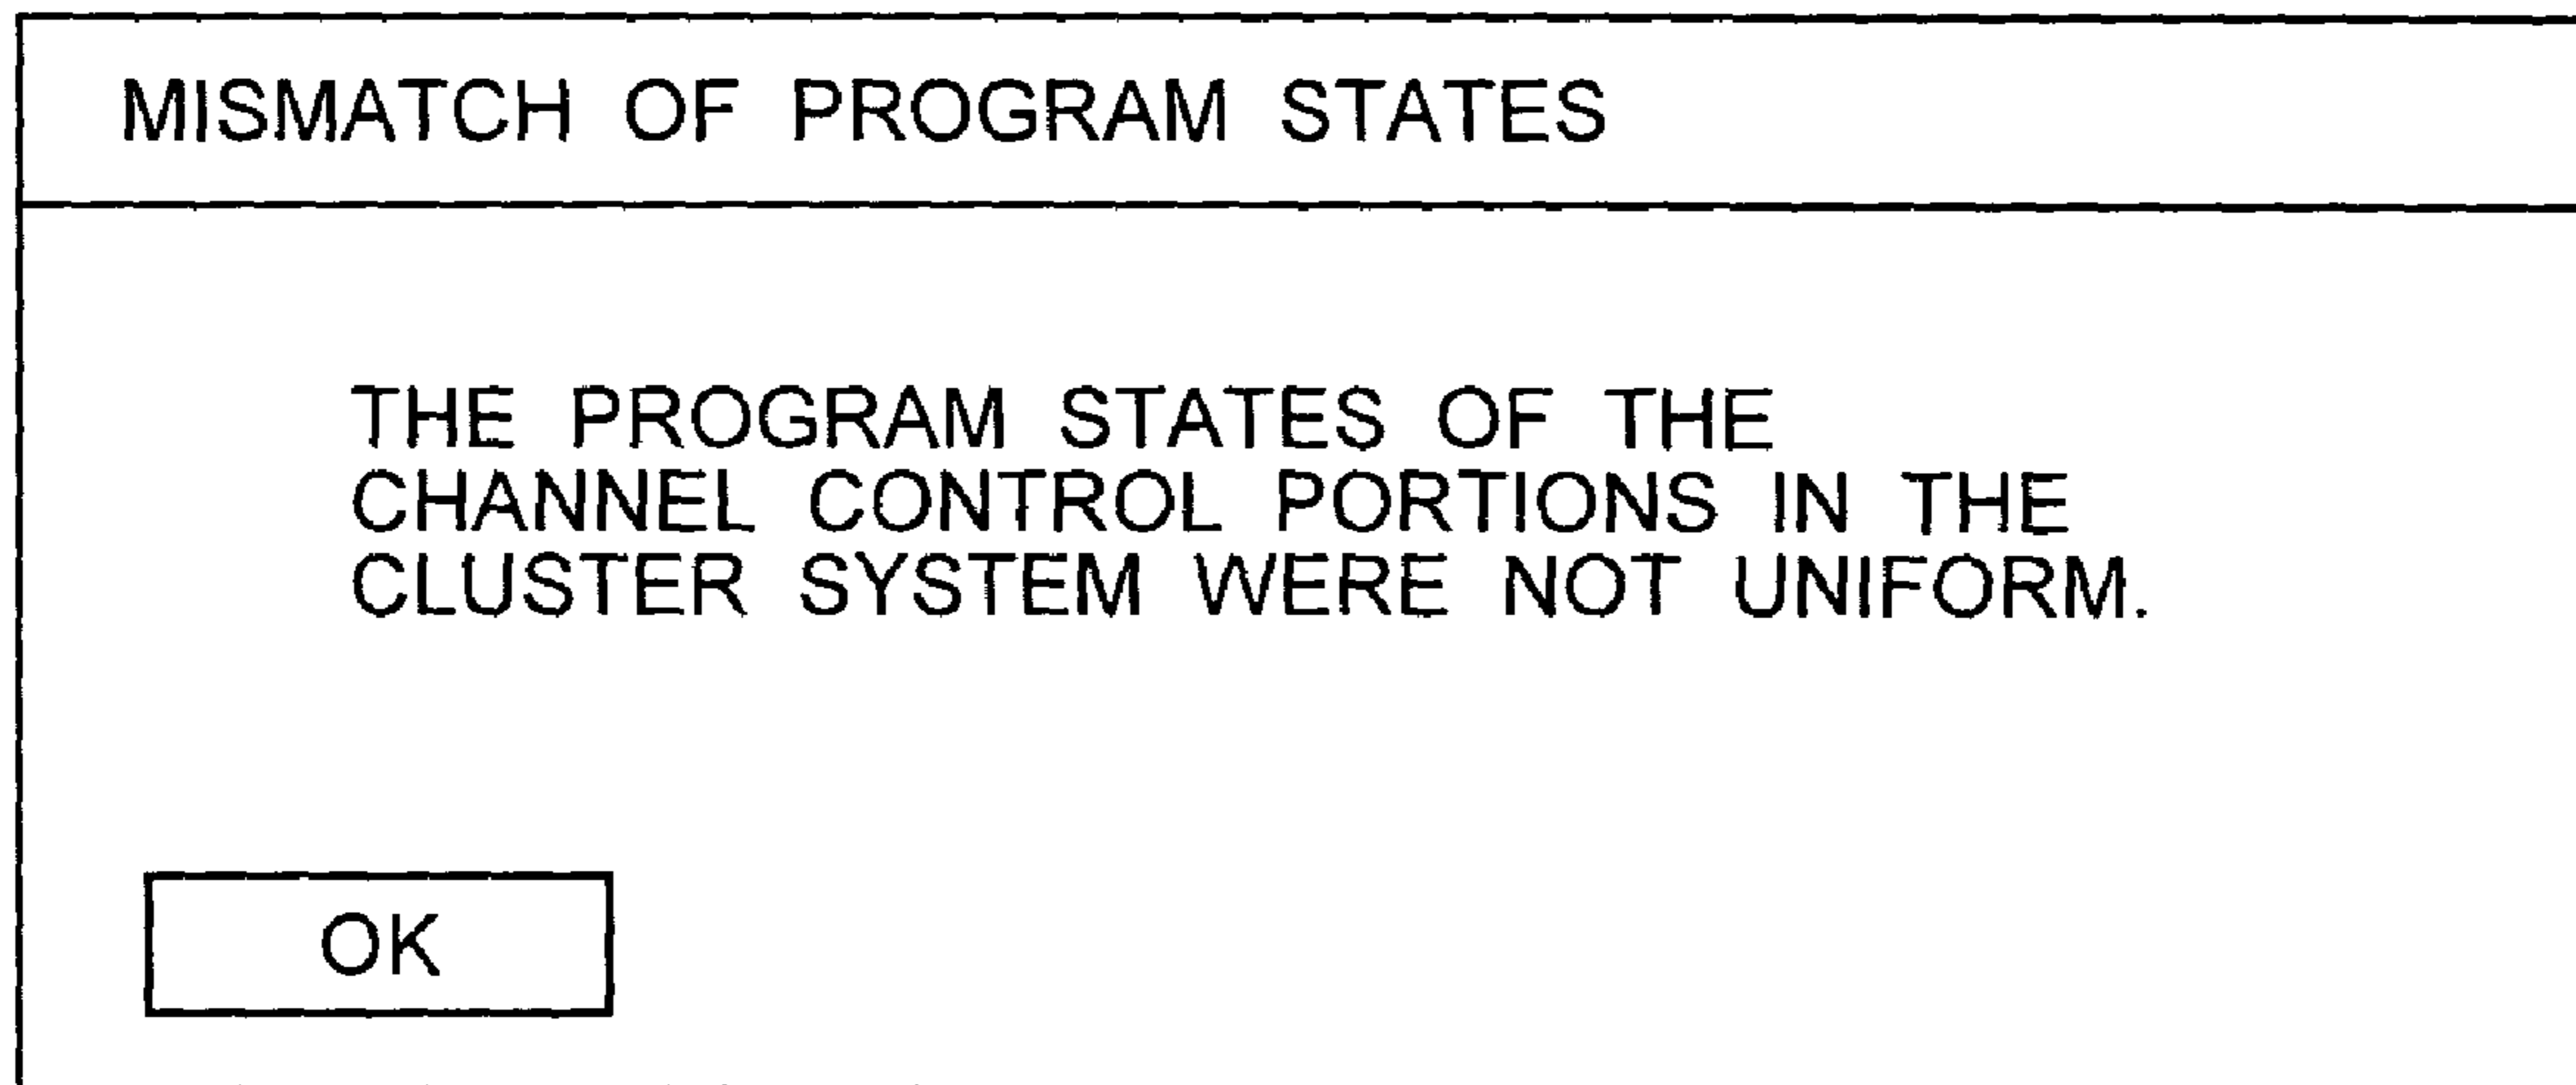 MISMATCH OF PROGRAM STATES
THE PROGRAM STATES OF THE
CHANNEL CONTROL PORTIONS IN THE
CLUSTER SYSTEM WERE NOT UNIFORM.
OK